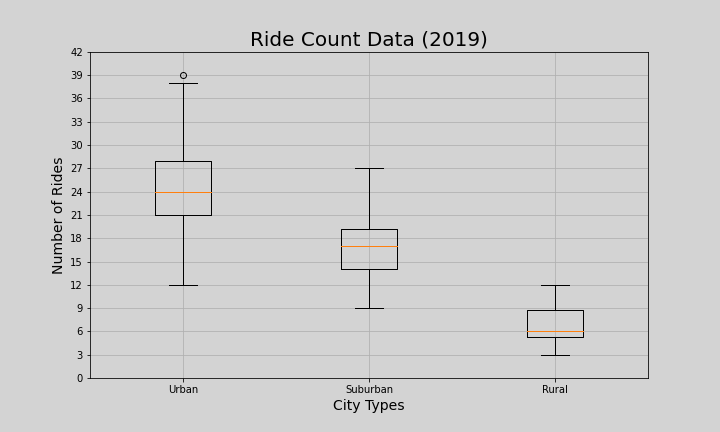 Ride Count Data (2019)
42
39
36
33
30
27
24
21
18
15
12
9
6
3
0
Number of Rides
Urban
Suburban
Rural
City Types